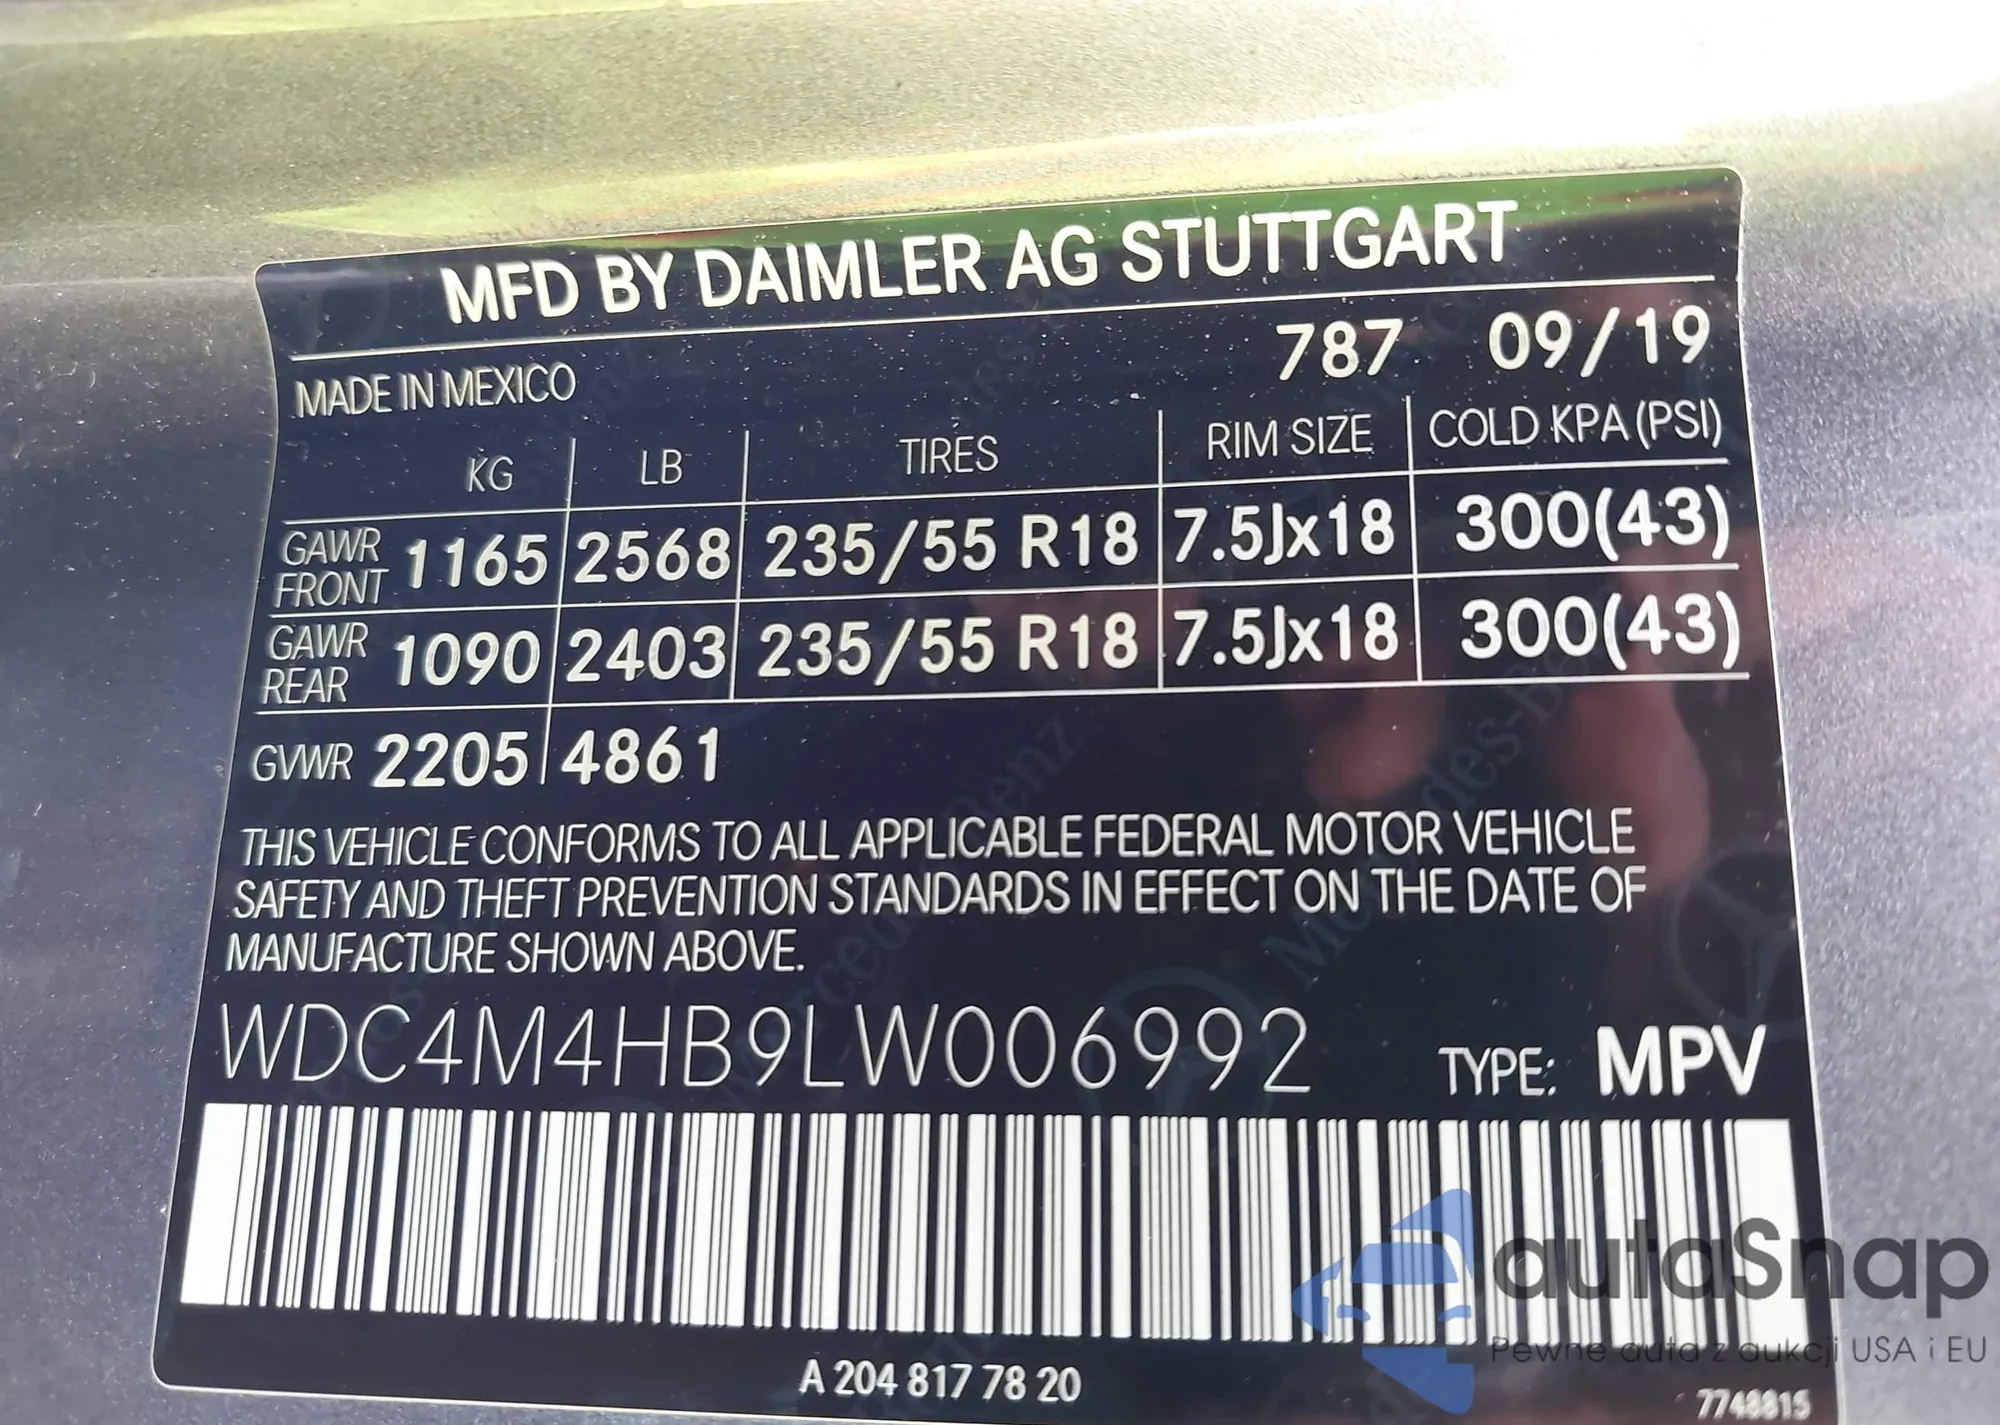 MFD BY DAIMLER AG STUTTGART
MADE IN MEXICO 787 09/19
KG LB TIRES RIM SIZE COLD KPA (PSI)
GAWR FRONT 1165 2568 235/55 R18 7.5Jx18 300(43)
GAWR REAR 1090 2403 235/55 R18 7.5Jx18 300(43)
GVWR 2205 4861
THIS VEHICLE CONFORMS TO ALL APPLICABLE FEDERAL MOTOR VEHICLE
SAFETY AND THEFT PREVENTION STANDARDS IN EFFECT ON THE DATE OF
MANUFACTURE SHOWN ABOVE.
WDC4M4HB9LW006992 TYPE: MPV
autaSnap
Pewne auta z aukcji USA i EU
A 204 817 78 20
7748815